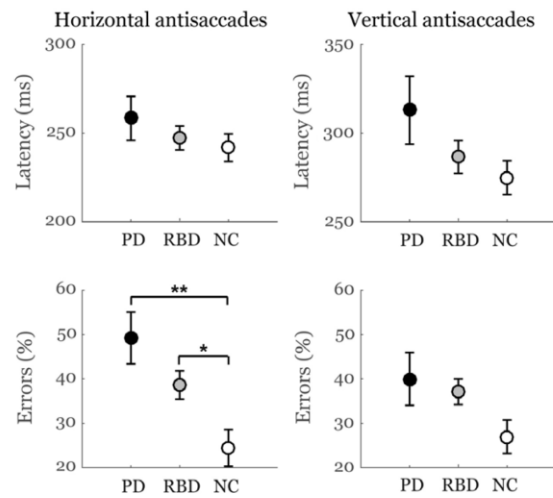 Horizontal antisaccades
Vertical antisaccades
Latency (ms)
300
250
200
PD RBD NC
Latency (ms)
350
300
250
PD RBD NC
Errors (%)
60
50
40
30
20
**
*
PD RBD NC
Errors (%)
60
50
40
30
20
PD RBD NC